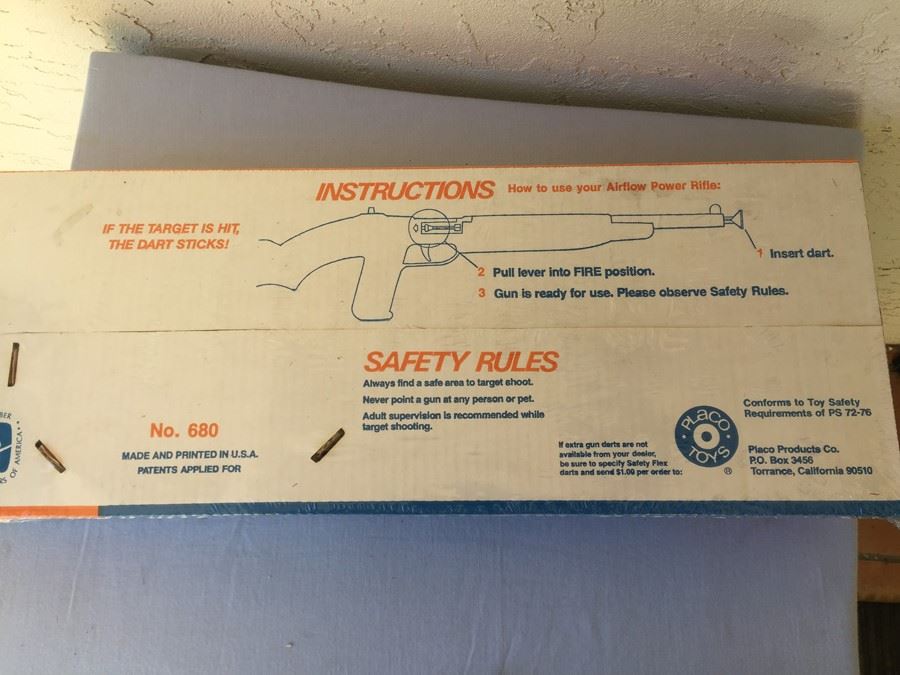 INSTRUCTIONS How to use your Airflow Power Rifle:
IF THE TARGET IS HIT,
THE DART STICKS!
1 Insert dart.
2 Pull lever into FIRE position.
3 Gun is ready for use. Please observe Safety Rules.
SAFETY RULES
Always find a safe area to target shoot.
Never point a gun at any person or pet.
Adult supervision is recommended while
target shooting.
OF AMERICA
No. 680
MADE AND PRINTED IN U.S.A.
PATENTS APPLIED FOR
If extra gun darts are not
available from your dealer,
be sure to specify Safety Flex
darts and send $1.00 per order to:
PLACO
TOYS
®
Conforms to Toy Safety
Requirements of PS 72-76
Placo Products Co.
P.O. Box 3456
Torrance, California 90510